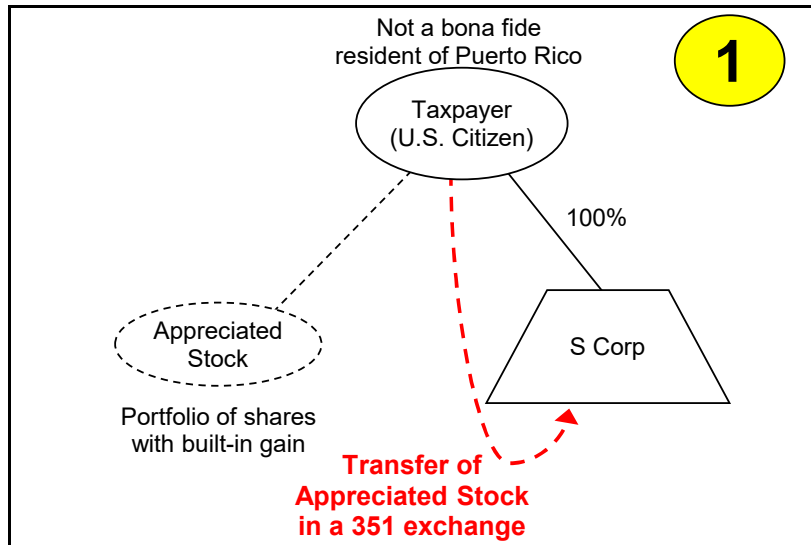 Not a bona fide
resident of Puerto Rico
1
Taxpayer
(U.S. Citizen)
100%
Appreciated
Stock
S Corp
Portfolio of shares
with built-in gain
Transfer of
Appreciated Stock
in a 351 exchange